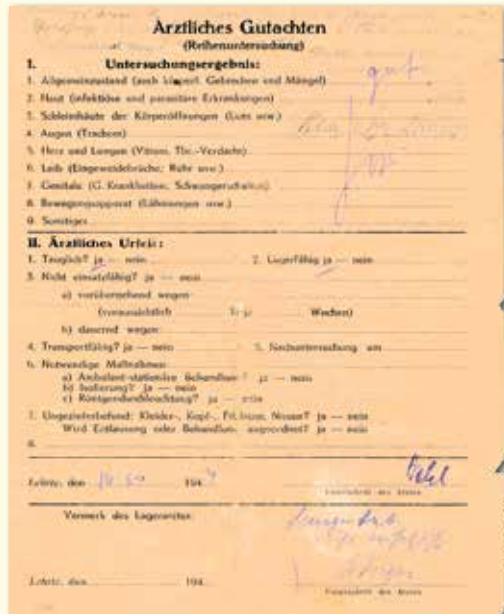 Ärztliches Gutachten
(Reihenuntersuchung)
I. Untersuchungsergebnis:
1. Allgemeinzustand (auch körperl. Gebrechen und Mängel)
gut
2. Haut (infektiöse und parasitäre Erkrankungen)
3. Schleimhäute der Körperöffnungen (Lues usw.)
4. Augen (Trachom)
5. Herz und Lungen (Vitium, Tbc.-Verdacht)
6. Leib (Eingeweidebrüche, Ruhr usw.)
7. Genitale (G. Krankheiten, Schwangerschaften)
8. Bewegungsapparat (Lähmungen usw.)
9. Sonstiges
II. Ärztliches Urteil:
1. Tauglich? ja — nein 2. Lagerfähig ja — nein
3. Nicht einsatzfähig? ja — nein
a) vorübergehend wegen
(voraussichtlich Wochen)
b) dauernd wegen
4. Transportfähig? ja — nein 5. Nachuntersuchung am
6. Notwendige Maßnahmen
a) Ambulant-stationäre Behandlung? ja — nein
b) Isolierung? ja — nein
c) Röntgendurchleuchtung? ja — nein
7. Ungezieferbefund: Kleider-, Kopf-, Filzläuse, Nissen? ja — nein
Wird Entlausung oder Behandlung angeordnet? ja — nein
8.
Lehrte, den 194
Unterschrift des Arztes
Vermerk des Lagerarztes:
Lehrte, den 194
Unterschrift des Arztes